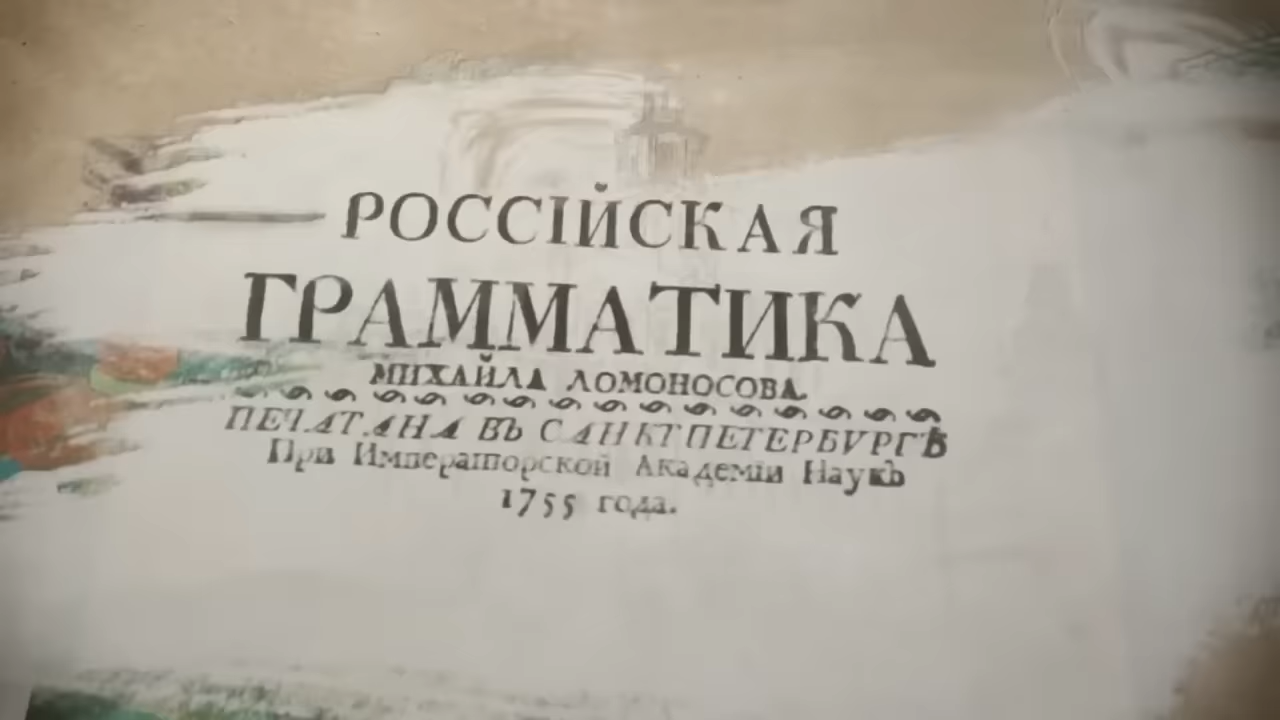 РОССІЙСКАЯ
ГРАММАТИКА
МИХАЙЛА ЛОМОНОСОВА.
ПЕЧАТАНА ВЪ САНКТПЕТЕРБУРГѢ
При Императорской Академіи Наукъ
1755 года.